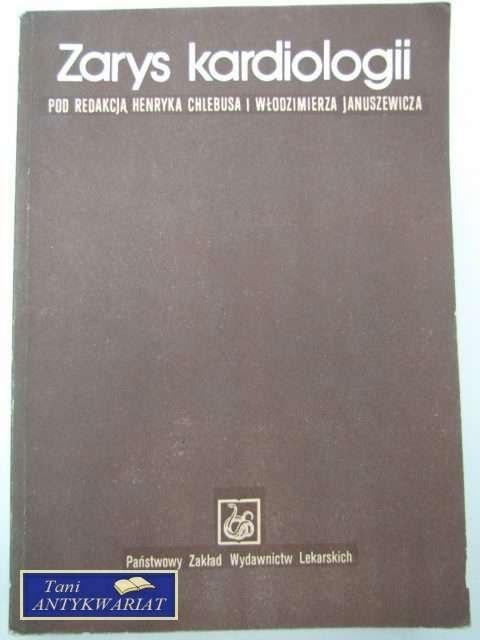 Zarys kardiologii
POD REDAKCJĄ HENRYKA CHLEBUSA I WŁODZIMIERZA JANUSZEWICZA
Państwowy Zakład Wydawnictw Lekarskich
Tani
ANTYKWARIAT